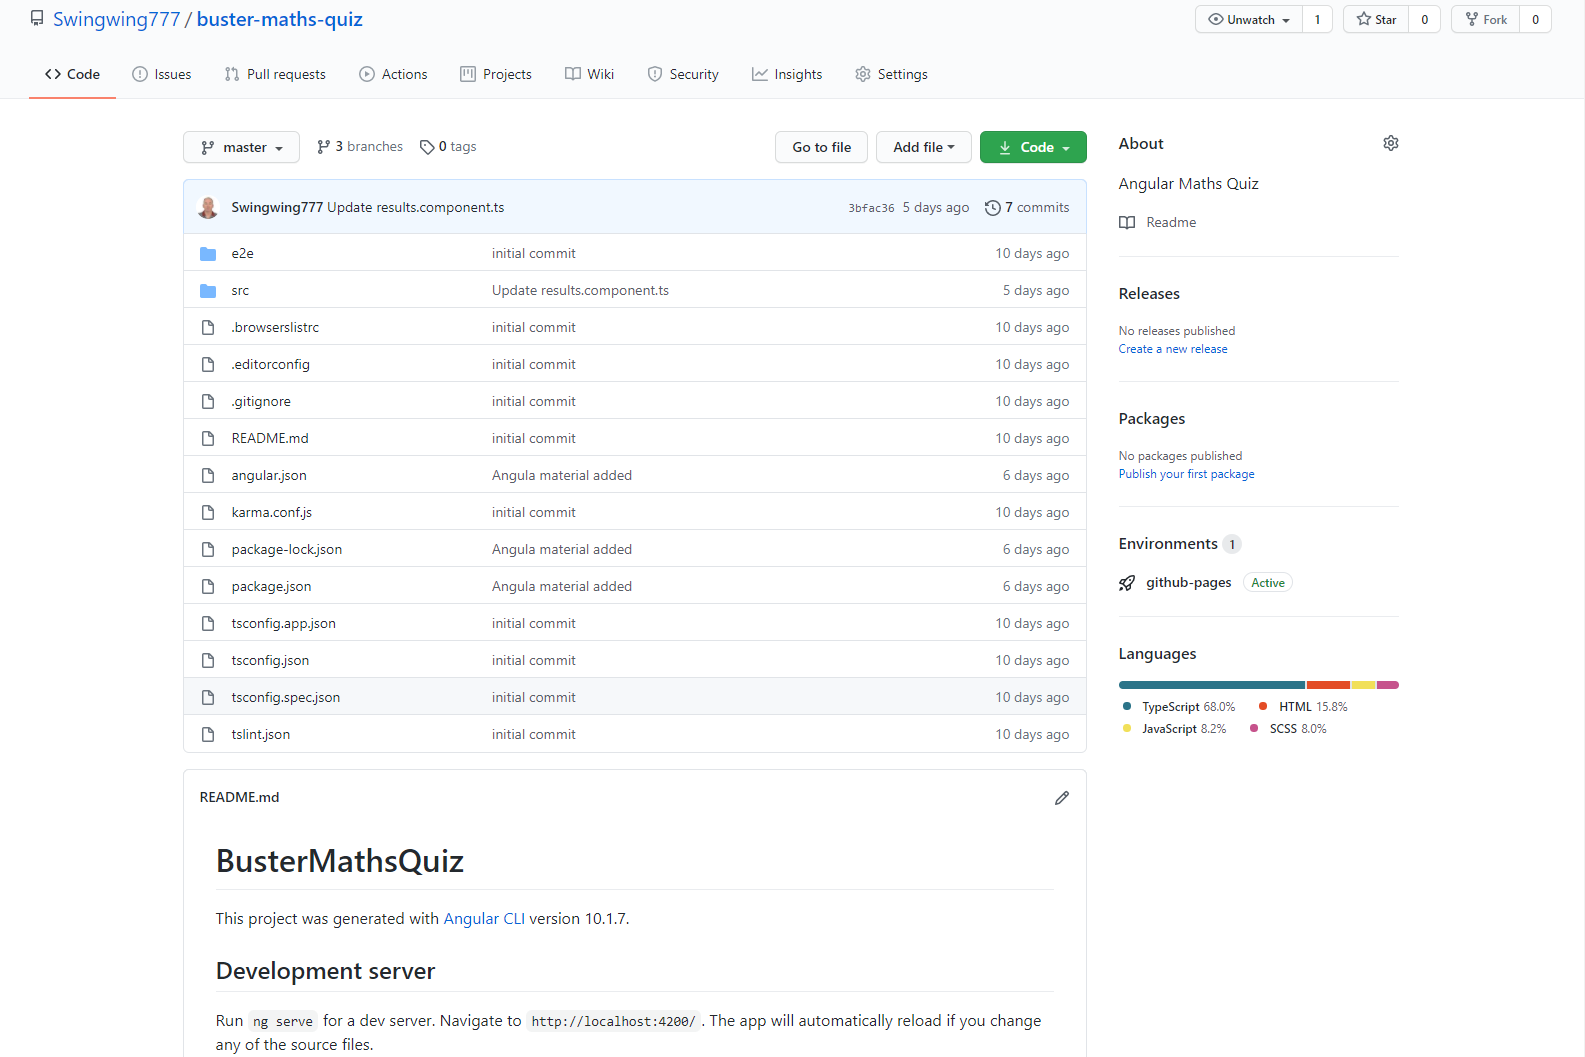 Swingwing777 / buster-maths-quiz
Unwatch 1 Star 0 Fork 0
Code Issues Pull requests Actions Projects Wiki Security Insights Settings
master 3 branches 0 tags Go to file Add file Code
Swingwing777 Update results.component.ts 3bfac36 5 days ago 7 commits
e2e initial commit 10 days ago
src Update results.component.ts 5 days ago
.browserslistrc initial commit 10 days ago
.editorconfig initial commit 10 days ago
.gitignore initial commit 10 days ago
README.md initial commit 10 days ago
angular.json Angula material added 6 days ago
karma.conf.js initial commit 10 days ago
package-lock.json Angula material added 6 days ago
package.json Angula material added 6 days ago
tsconfig.app.json initial commit 10 days ago
tsconfig.json initial commit 10 days ago
tsconfig.spec.json initial commit 10 days ago
tslint.json initial commit 10 days ago
README.md
BusterMathsQuiz
This project was generated with Angular CLI version 10.1.7.
Development server
Run ng serve for a dev server. Navigate to http://localhost:4200/ . The app will automatically reload if you change
any of the source files.
About
Angular Maths Quiz
Readme
Releases
No releases published
Create a new release
Packages
No packages published
Publish your first package
Environments 1
github-pages Active
Languages
TypeScript 68.0% HTML 15.8%
JavaScript 8.2% SCSS 8.0%